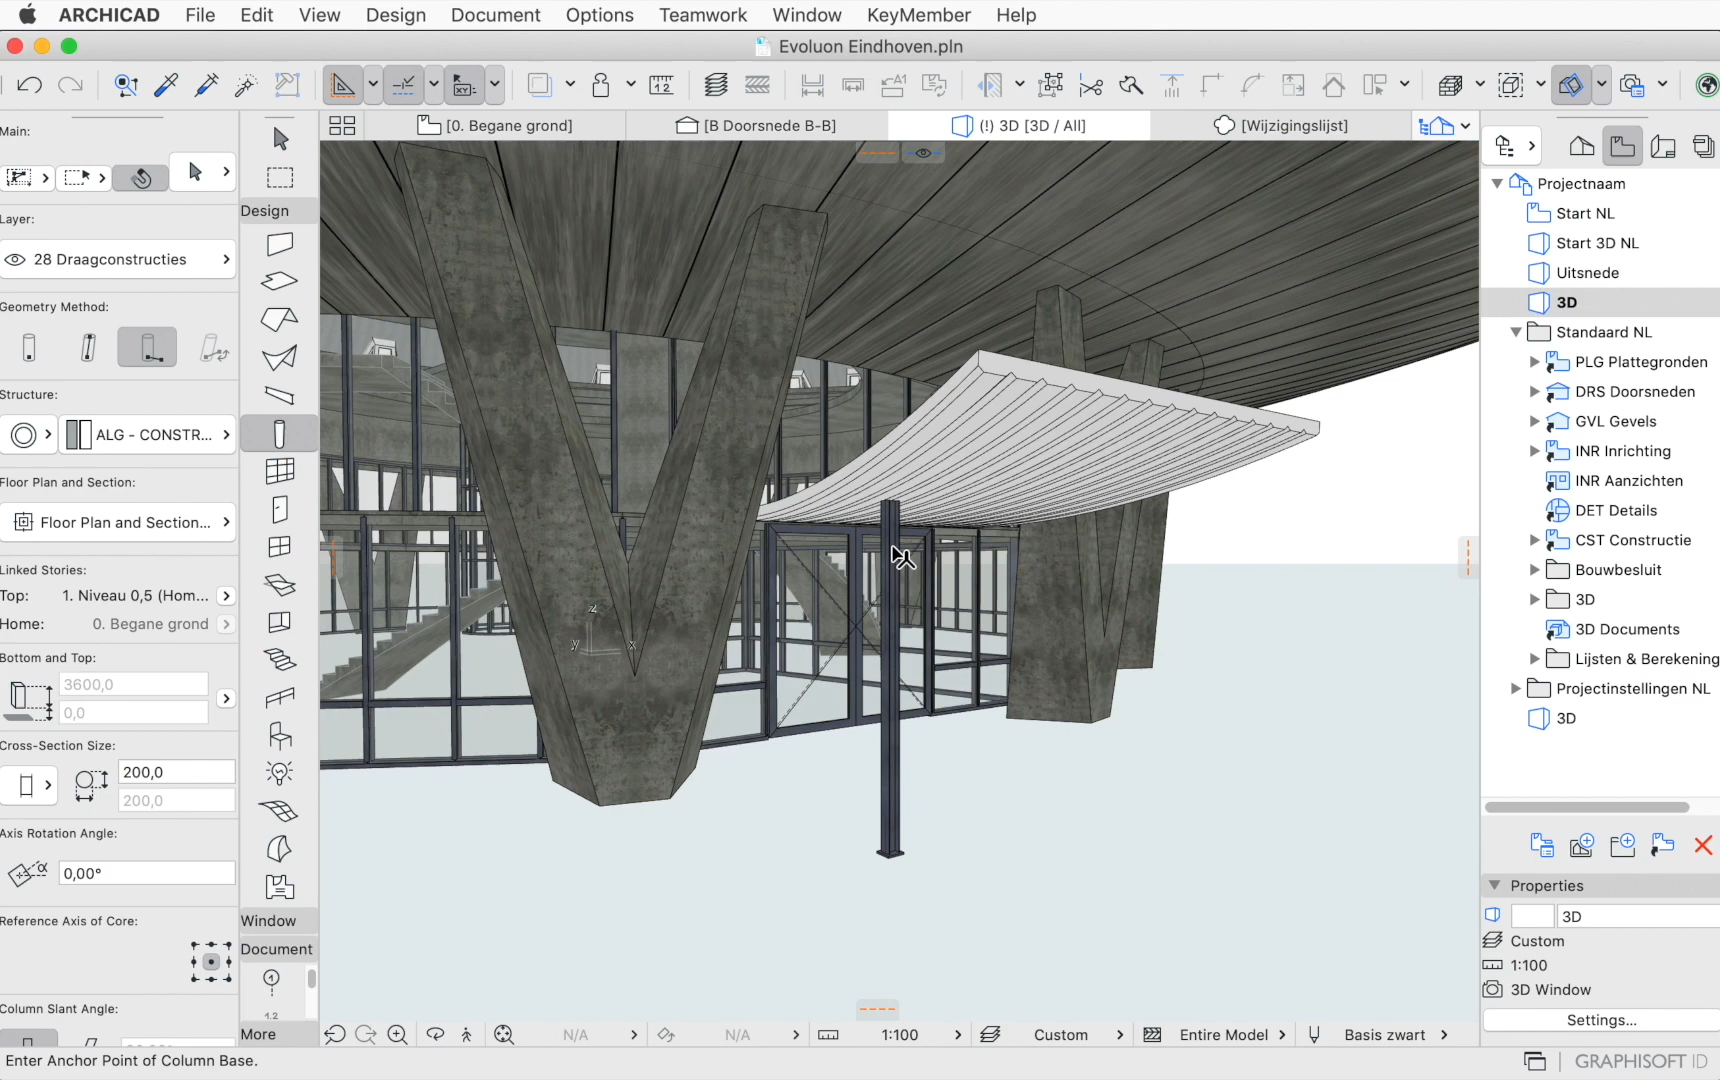 ARCHICAD File Edit View Design Document Options Teamwork Window KeyMember Help
Evoluon Eindhoven.pln
Main:
[0. Begane grond]
[B Doorsnede B-B]
(!) 3D [3D / All]
[Wijzigingslijst]
Layer:
28 Draagconstructies
Geometry Method:
Structure:
ALG - CONSTR...
Floor Plan and Section:
Floor Plan and Section...
Linked Stories:
Top: 1. Niveau 0,5 (Hom...
Home: 0. Begane grond
Bottom and Top:
3600,0
0,0
Cross-Section Size:
200,0
200,0
Axis Rotation Angle:
α
0,00°
Reference Axis of Core:
Column Slant Angle:
Design
Window
Document
1
1.2
More
z
y
x
Projectnaam
Start NL
Start 3D NL
Uitsnede
3D
Standaard NL
PLG Plattegronden
DRS Doorsneden
GVL Gevels
INR Inrichting
INR Aanzichten
DET Details
CST Constructie
Bouwbesluit
3D
3D Documents
Lijsten & Berekening
Projectinstellingen NL
3D
Properties
3D
Custom
1:100
3D Window
Settings...
N/A
N/A
1:100
Custom
Entire Model
Basis zwart
Enter Anchor Point of Column Base.
GRAPHISOFT ID